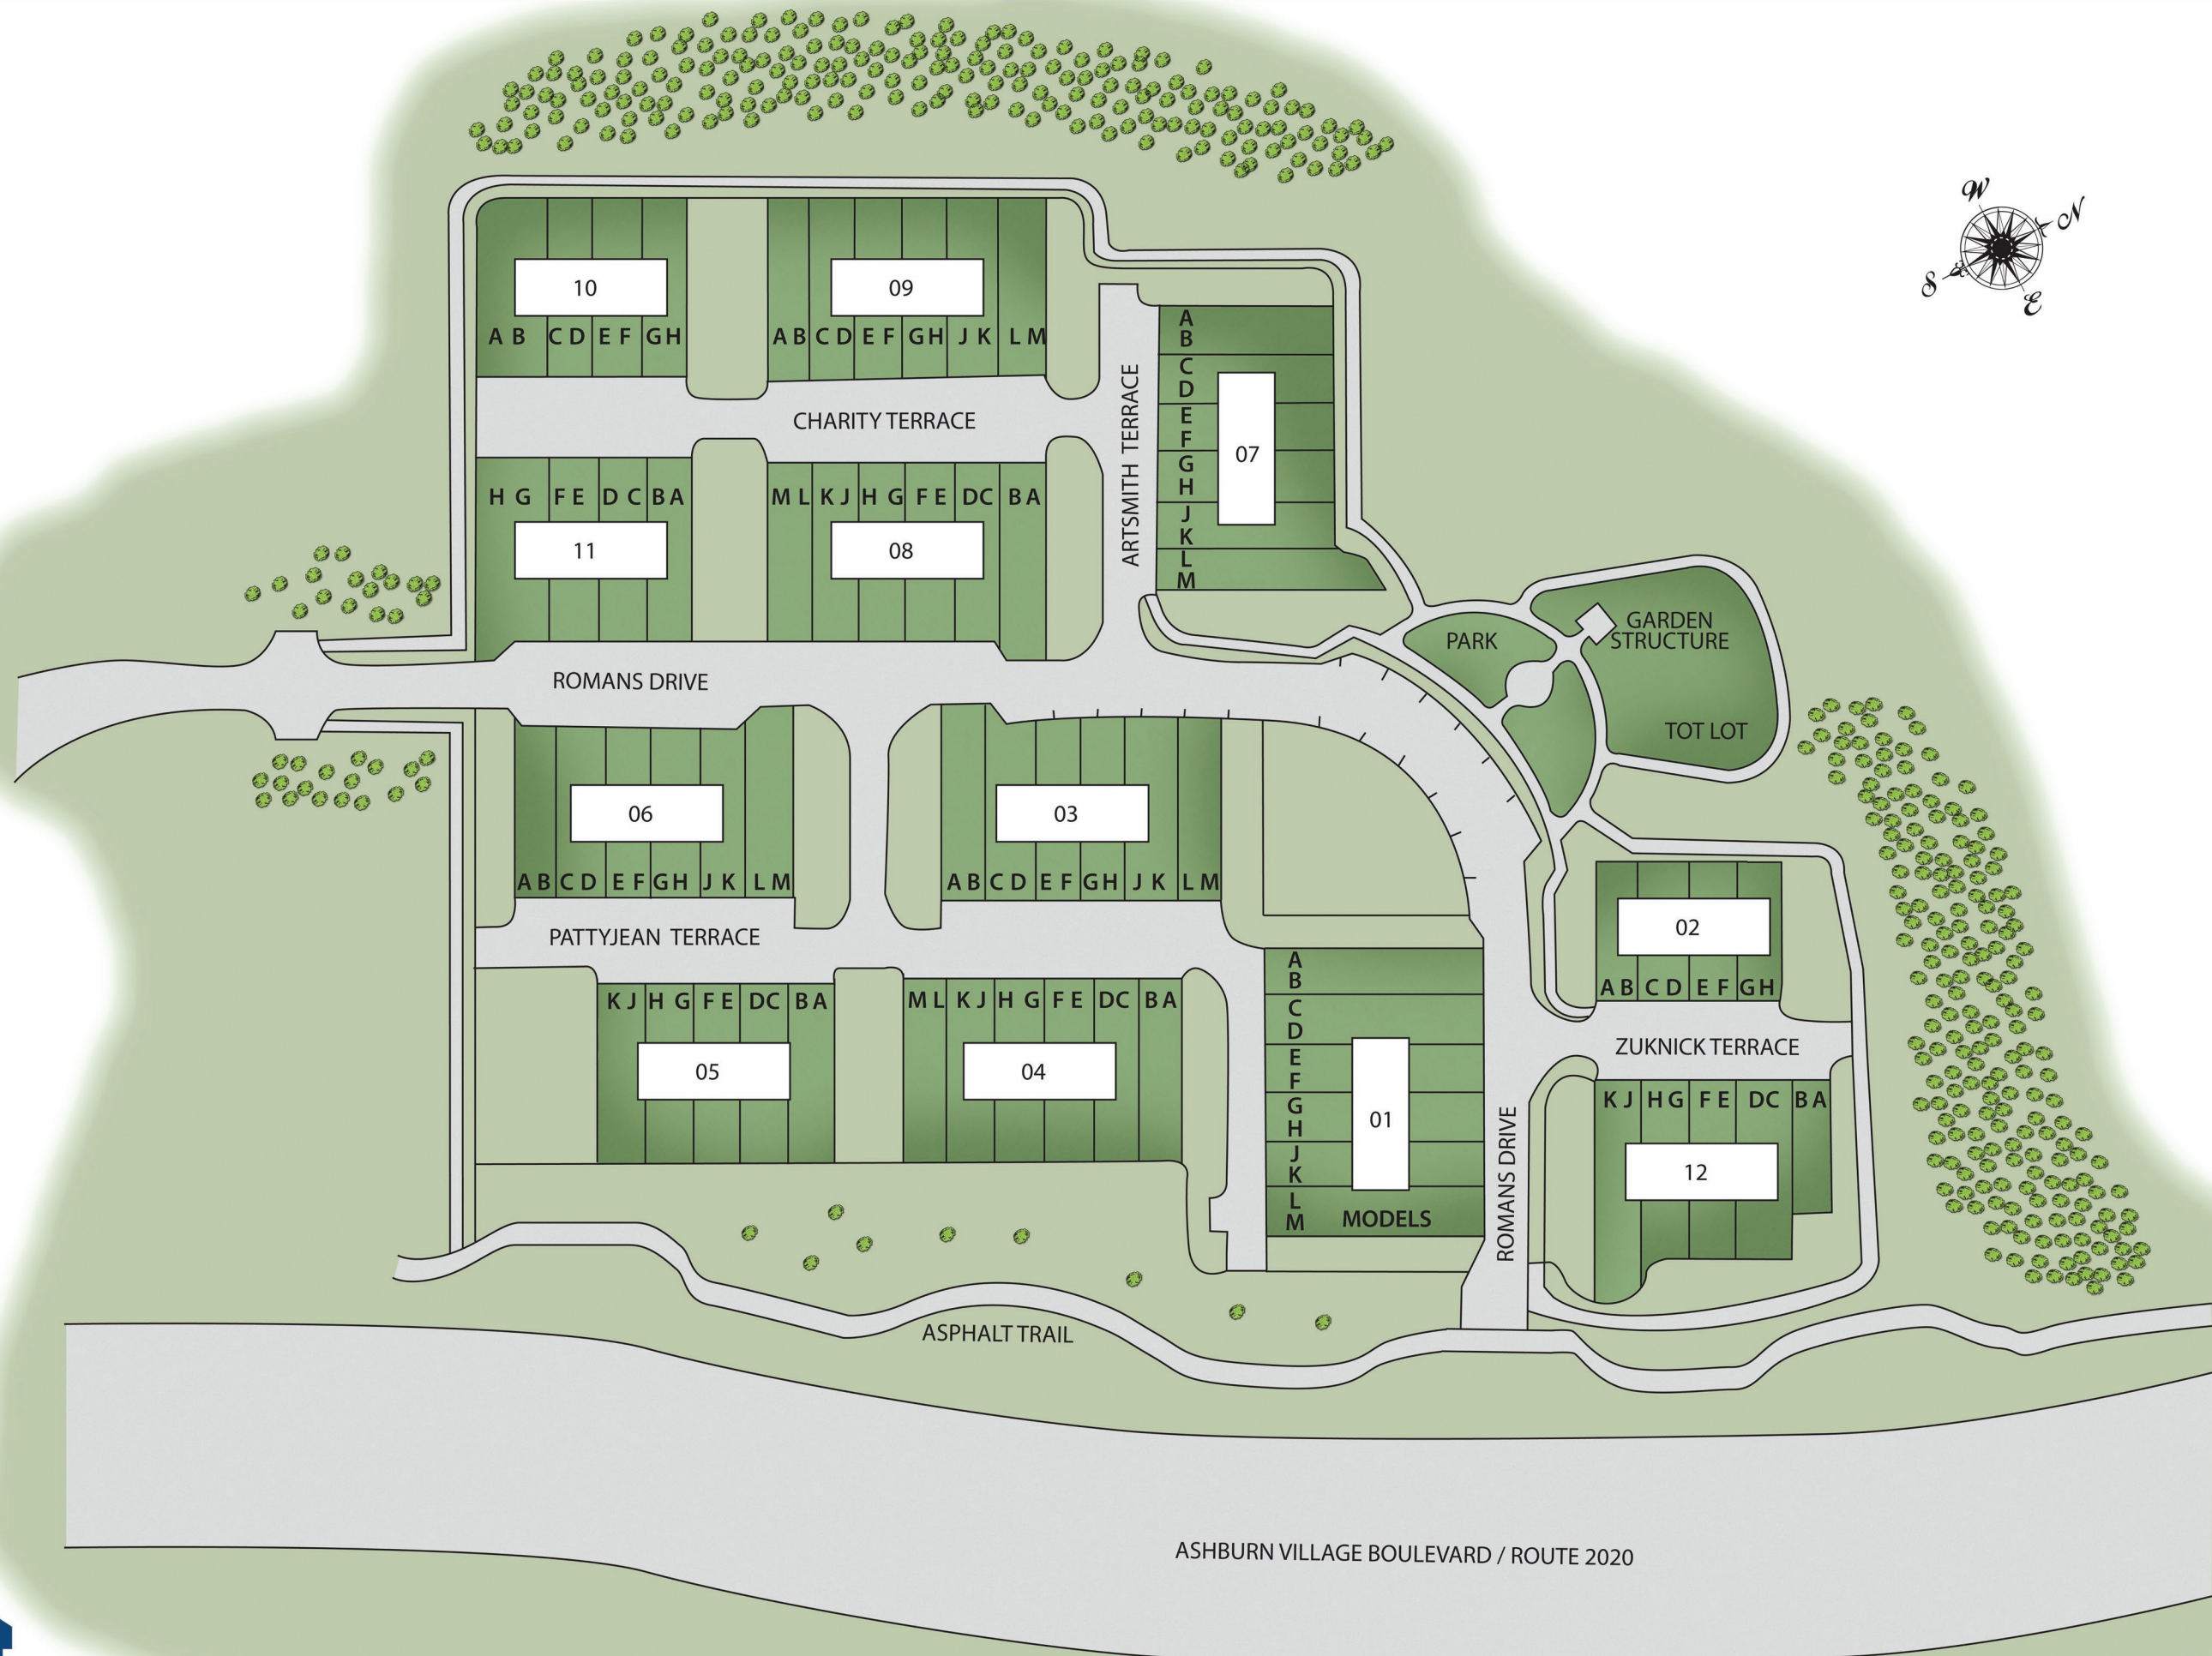 W
N
S
E
10
A B C D E F G H
09
A B C D E F G H J K L M
CHARITY TERRACE
ARTSMITH TERRACE
A
B
C
D
E
F
G
H
J
K
L
M
07
H G F E D C B A
11
M L K J H G F E D C B A
08
ROMANS DRIVE
PARK
GARDEN
STRUCTURE
TOT LOT
06
A B C D E F G H J K L M
03
A B C D E F G H J K L M
PATTYJEAN TERRACE
02
A B C D E F G H
K J H G F E D C B A
05
M L K J H G F E D C B A
04
A
B
C
D
E
F
G
H
J
K
L
M
01
MODELS
ROMANS DRIVE
ZUKNICK TERRACE
K J H G F E D C B A
12
ASPHALT TRAIL
ASHBURN VILLAGE BOULEVARD / ROUTE 2020